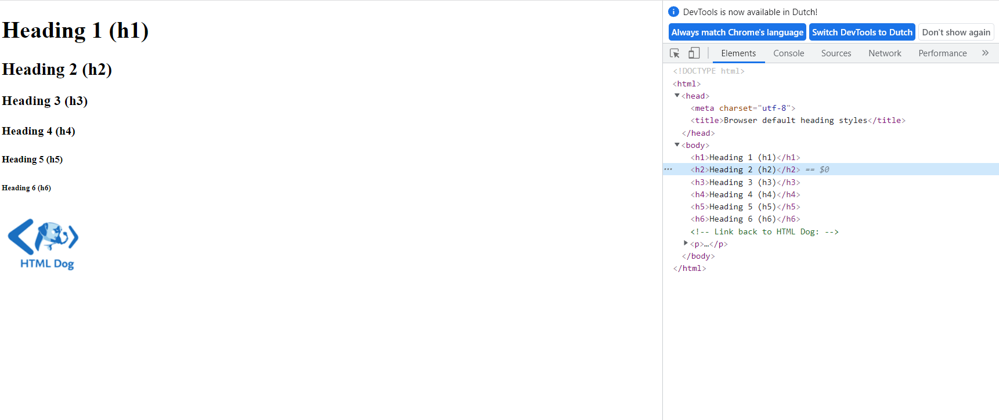 Heading 1 (h1)
Heading 2 (h2)
Heading 3 (h3)
Heading 4 (h4)
Heading 5 (h5)
Heading 6 (h6)
HTML Dog
DevTools is now available in Dutch!
Always match Chrome's language Switch DevTools to Dutch Don't show again
Elements Console Sources Network Performance »
<!DOCTYPE html>
<html>
<head>
<meta charset="utf-8">
<title>Browser default heading styles</title>
</head>
<body>
<h1>Heading 1 (h1)</h1>
<h2>Heading 2 (h2)</h2> == $0
<h3>Heading 3 (h3)</h3>
<h4>Heading 4 (h4)</h4>
<h5>Heading 5 (h5)</h5>
<h6>Heading 6 (h6)</h6>
<!-- Link back to HTML Dog: -->
<p>…</p>
</body>
</html>